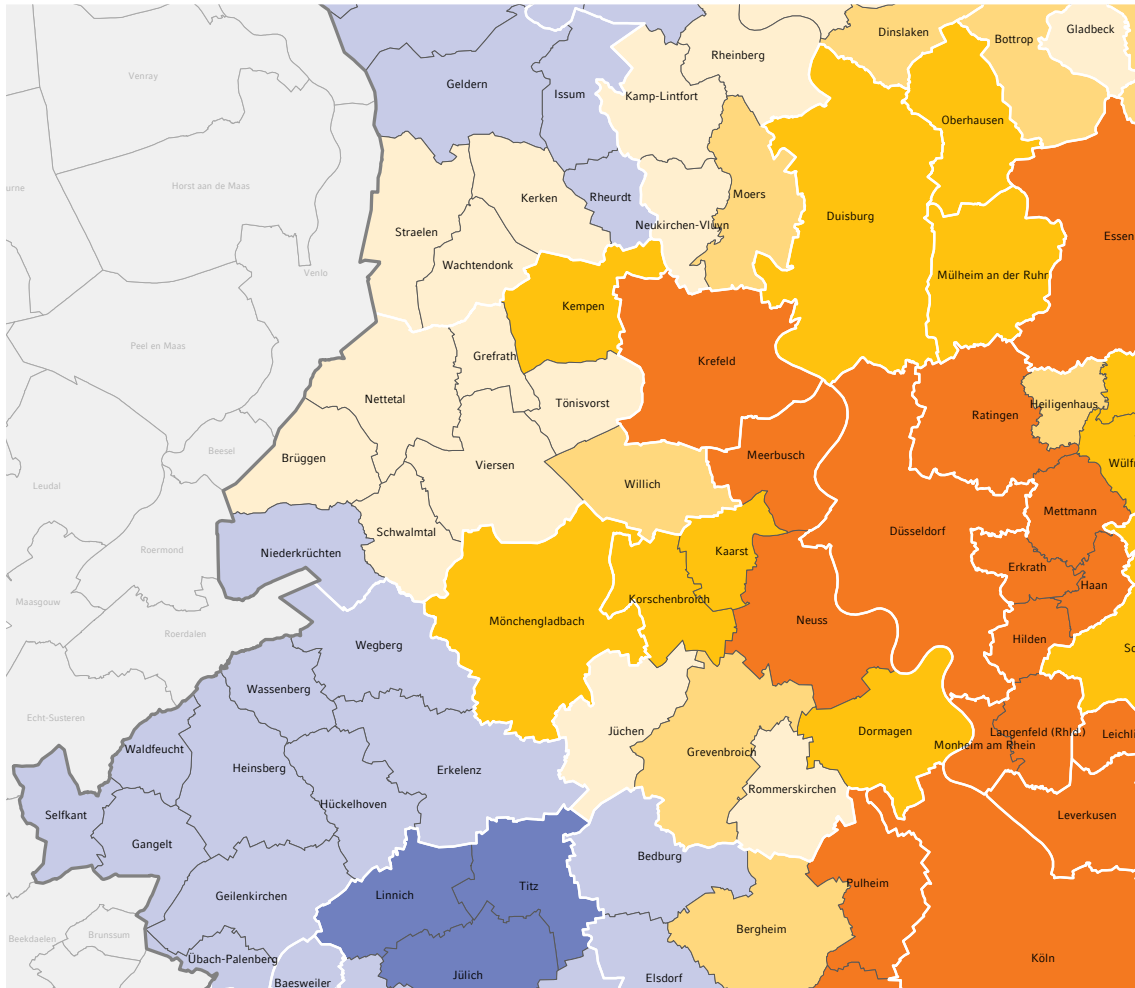 Dinslaken
Gladbeck
Bottrop
Rheinberg
Venray
Geldern
Issum
Kamp-Lintfort
Oberhausen
Horst aan de Maas
Kerken
Rheurdt
Moers
Duisburg
Neukirchen-Vluyn
Straelen
Essen
Wachtendonk
Venlo
Mülheim an der Ruhr
Kempen
Peel en Maas
Grefrath
Krefeld
Nettetal
Tönisvorst
Heiligenhaus
Ratingen
Beesel
Brüggen
Viersen
Meerbusch
Wülfr
Leudal
Willich
Mettmann
Schwalmtal
Düsseldorf
Roermond
Niederkrüchten
Kaarst
Erkrath
Haan
Maasgouw
Korschenbroich
Mönchengladbach
Neuss
Roerdalen
Hilden
Wegberg
So
Wassenberg
Echt-Susteren
Jüchen
Dormagen
Langenfeld (Rhld.)
Leichli
Monheim am Rhein
Waldfeucht
Grevenbroich
Heinsberg
Erkelenz
Rommerskirchen
Hückelhoven
Selfkant
Leverkusen
Gangelt
Bedburg
Pulheim
Titz
Linnich
Geilenkirchen
Bergheim
Brunssum
Beekdaelen
Übach-Palenberg
Köln
Jülich
Elsdorf
Baesweiler